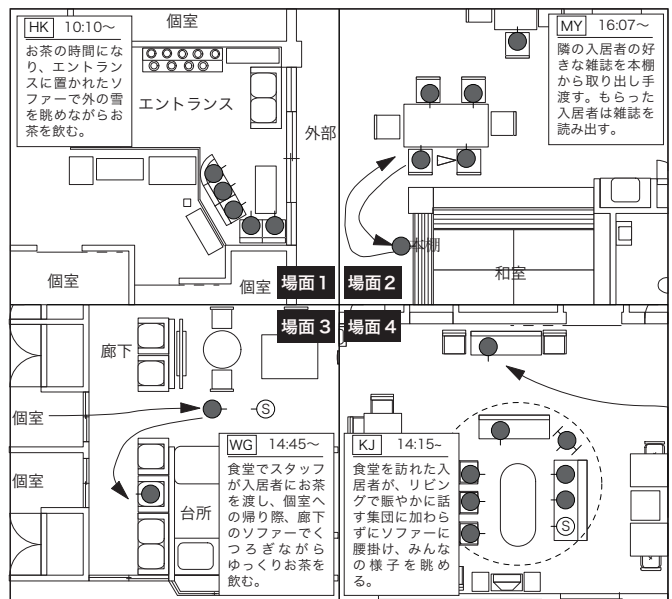 個室
HK 10:10~
お茶の時間にな
り、エントラン
スに置かれたソ
ファーで外の雪
を眺めながらお
茶を飲む。
エントランス
外部
個室
個室
場面1
MY 16:07~
隣の入居者の好
きな雑誌を本棚
から取り出し手
渡す。もらった
入居者は雑誌を
読み出す。
本棚
和室
場面2
場面3
廊下
個室
個室
S
台所
WG 14:45~
食堂でスタッフ
が入居者にお茶
を渡し、個室へ
の帰り際、廊下
のソファーでく
つろぎながら
ゆっくりお茶を
飲む。
場面4
KJ 14:15~
食堂を訪れた入
居者が、リビン
グで賑やかに話
す集団に加わら
ずにソファーに
腰掛け、みんな
の様子を眺め
る。
S